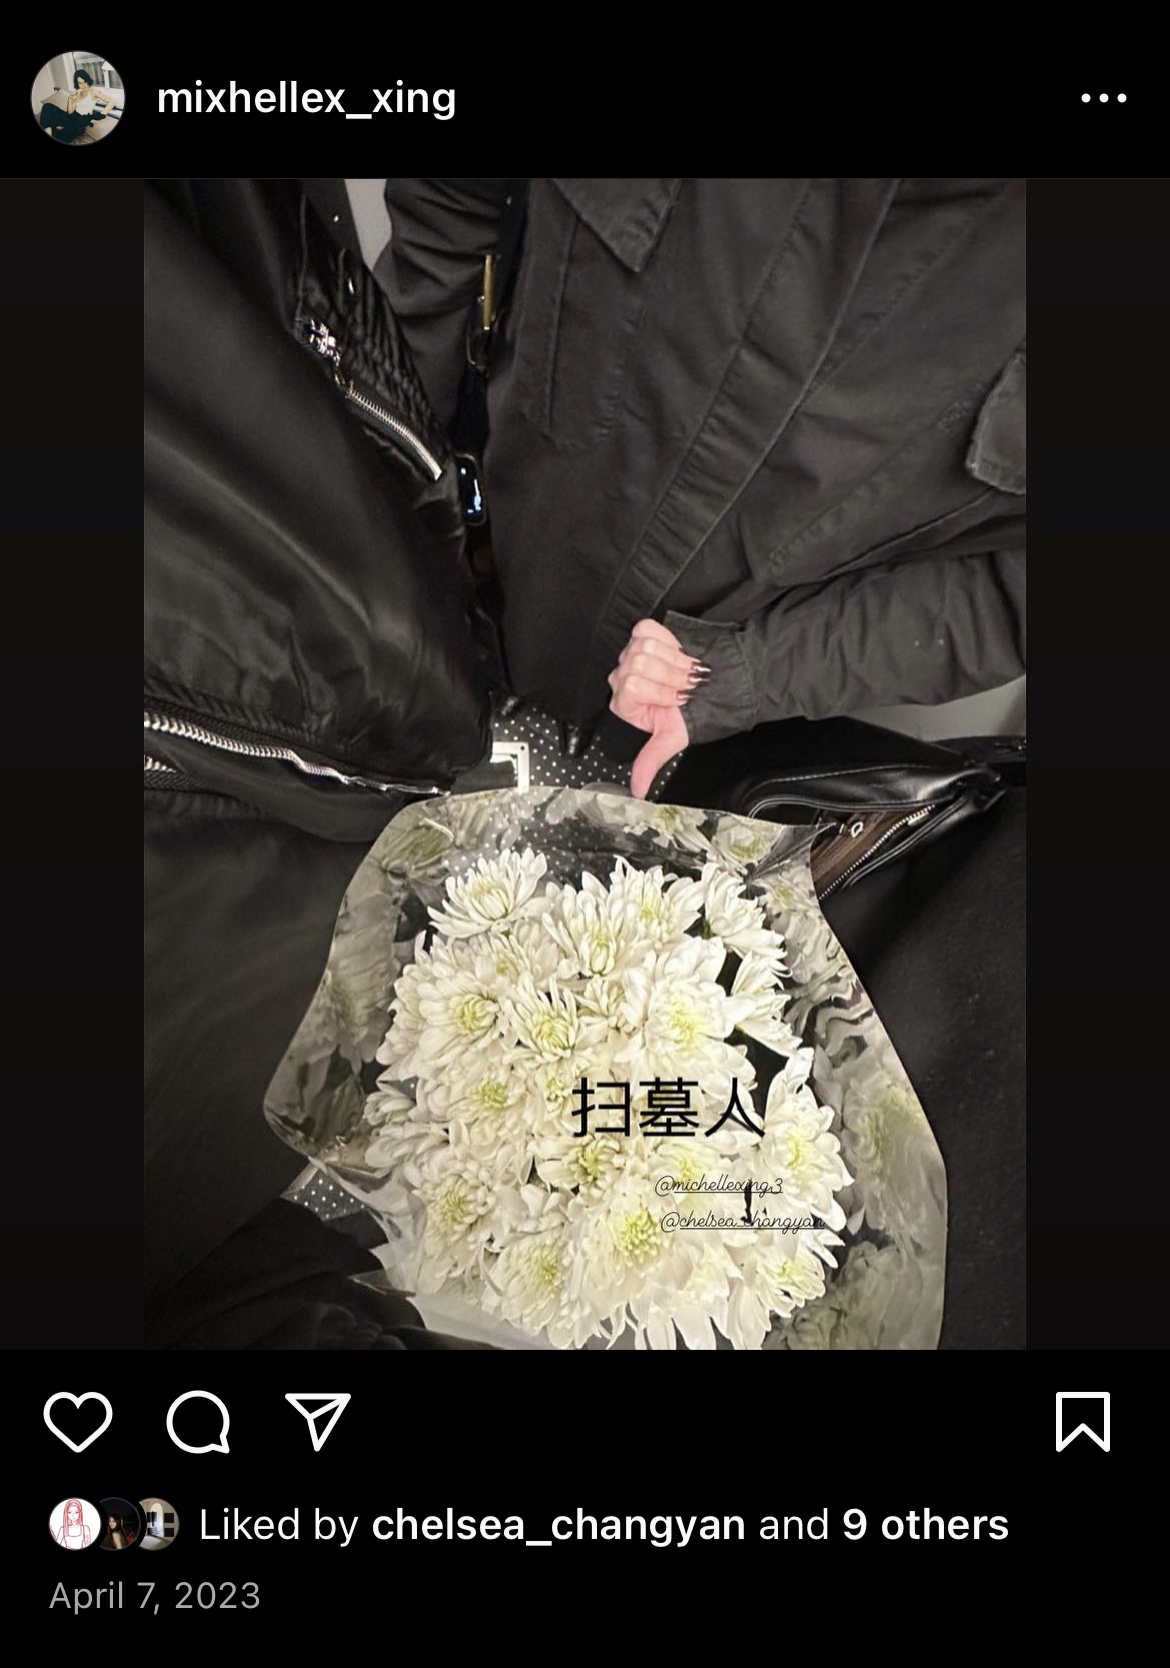 mixhellex_xing
扫墓人
@michellexing3
@chelsea_changyan
Liked by chelsea_changyan and 9 others
April 7, 2023